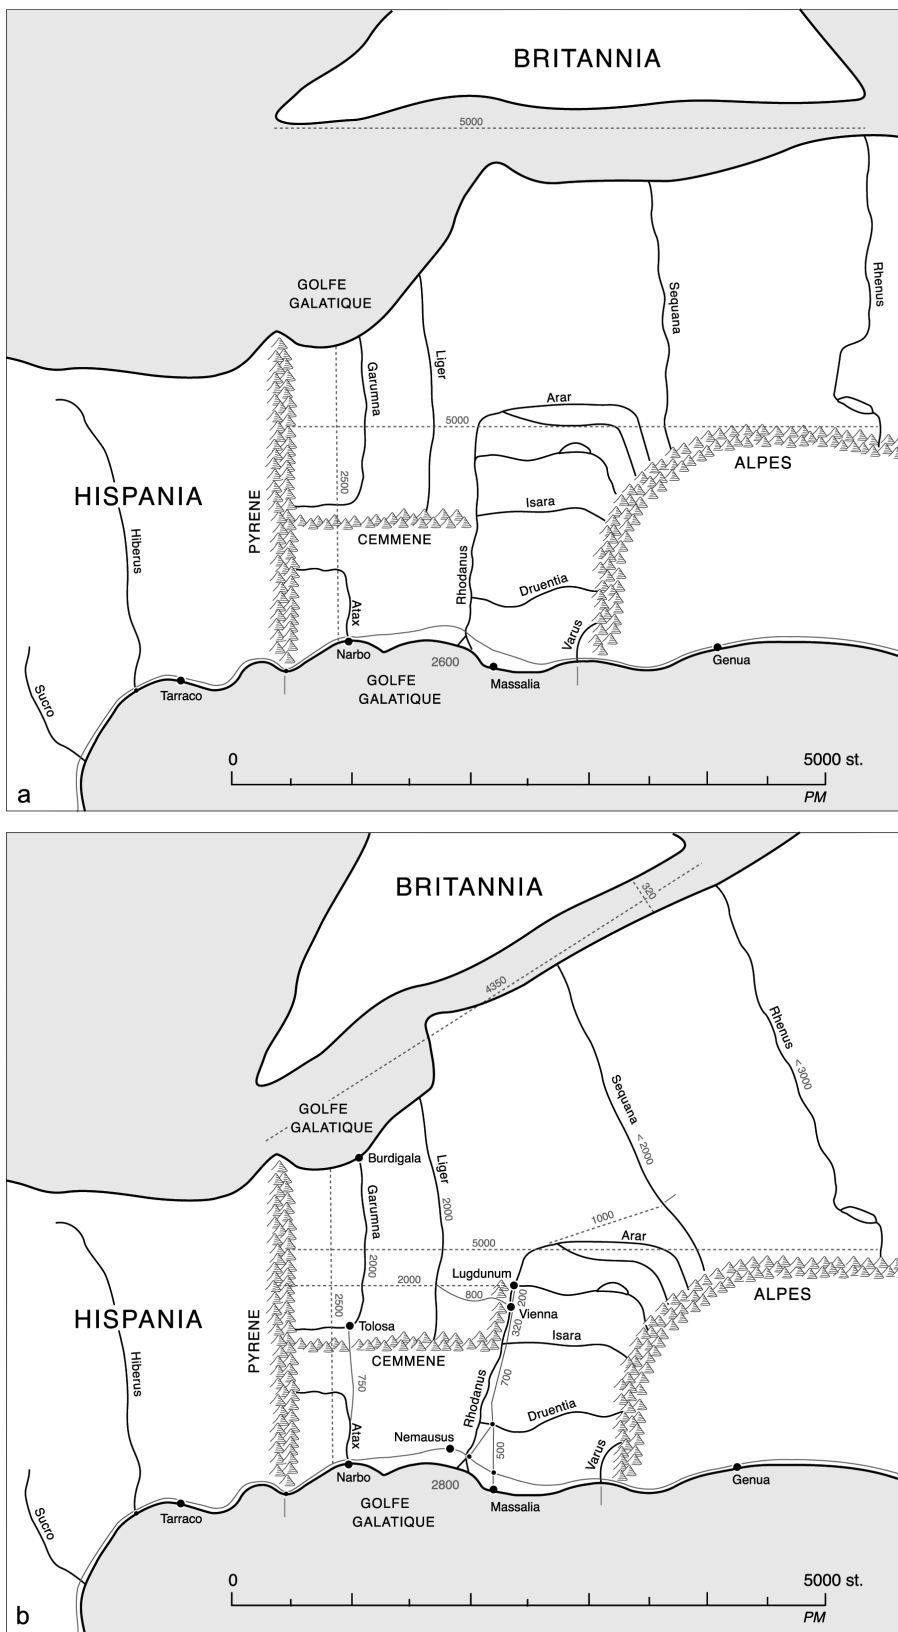 BRITANNIA
5000
GOLFE
GALATIQUE
Rhenus
Sequana
Liger
Garumna
Arar
5000
ALPES
2500
HISPANIA
PYRENE
Isara
CEMMENE
Hiberus
Rhodanus
Druentia
Atax
Varus
Narbo
2600
Genua
GOLFE
GALATIQUE
Massalia
Tarraco
Sucro
0
5000 st.
PM
a
BRITANNIA
320
4350
Rhenus
< 3000
Sequana
< 2000
GOLFE
GALATIQUE
Burdigala
Liger
2000
Garumna
2000
1000
Arar
5000
Lugdunum
2000
800
200
Vienna
ALPES
HISPANIA
PYRENE
2500
Tolosa
320
Isara
CEMMENE
Hiberus
750
700
Rhodanus
Druentia
Atax
Nemausus
500
Varus
Narbo
2800
Genua
GOLFE
GALATIQUE
Massalia
Tarraco
Sucro
0
5000 st.
PM
b